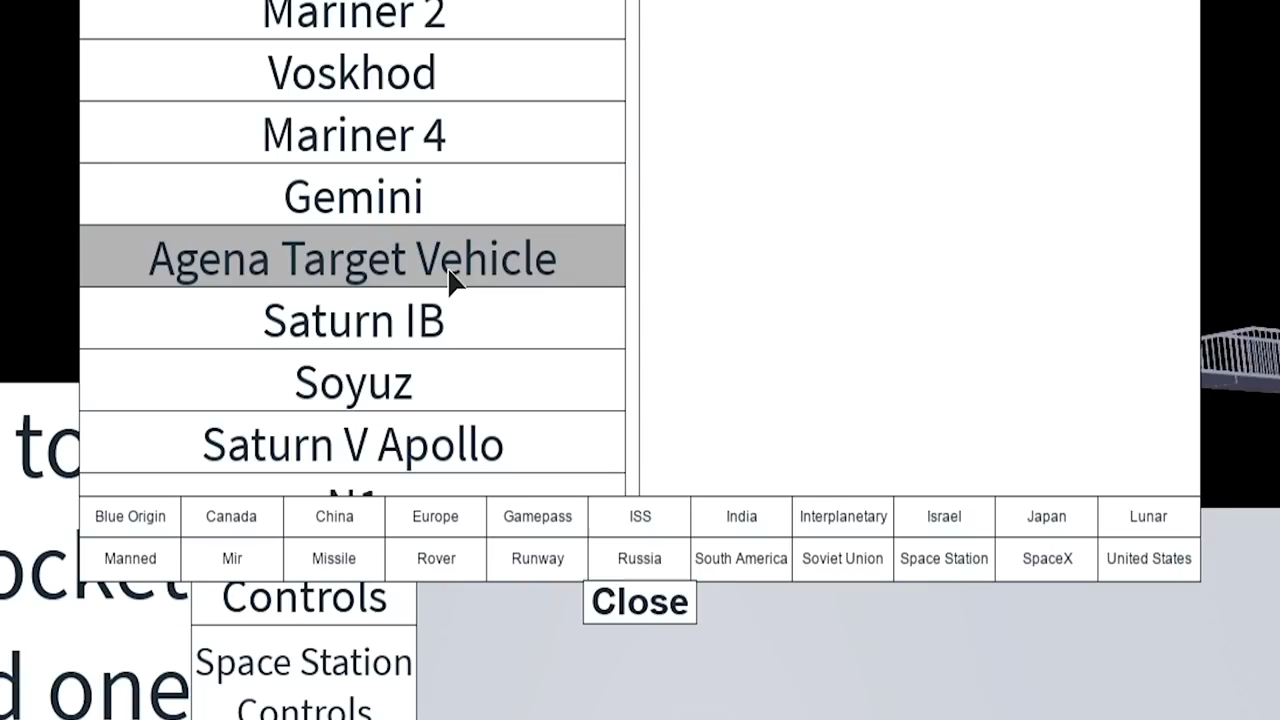 Mariner 2
Voskhod
Mariner 4
Gemini
Agena Target Vehicle
Saturn IB
Soyuz
Saturn V Apollo
N1
Blue Origin Canada China Europe Gamepass ISS India Interplanetary Israel Japan Lunar
Manned Mir Missile Rover Runway Russia South America Soviet Union Space Station SpaceX United States
Close
to
ocket
d one
Controls
Space Station
Controls